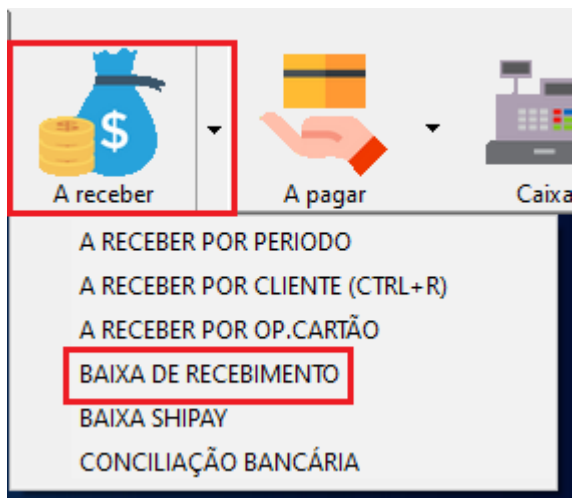 $
A receber
A pagar
Caixa
A RECEBER POR PERIODO
A RECEBER POR CLIENTE (CTRL+R)
A RECEBER POR OP.CARTÃO
BAIXA DE RECEBIMENTO
BAIXA SHIPAY
CONCILIAÇÃO BANCÁRIA